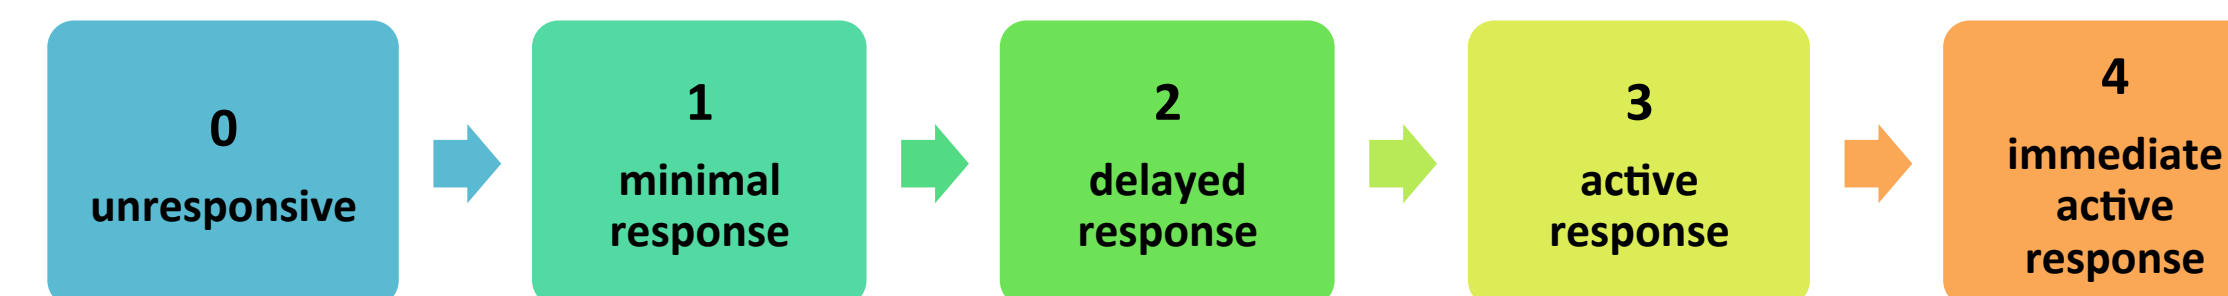 0
unresponsive
1
minimal
response
2
delayed
response
3
active
response
4
immediate
active
response